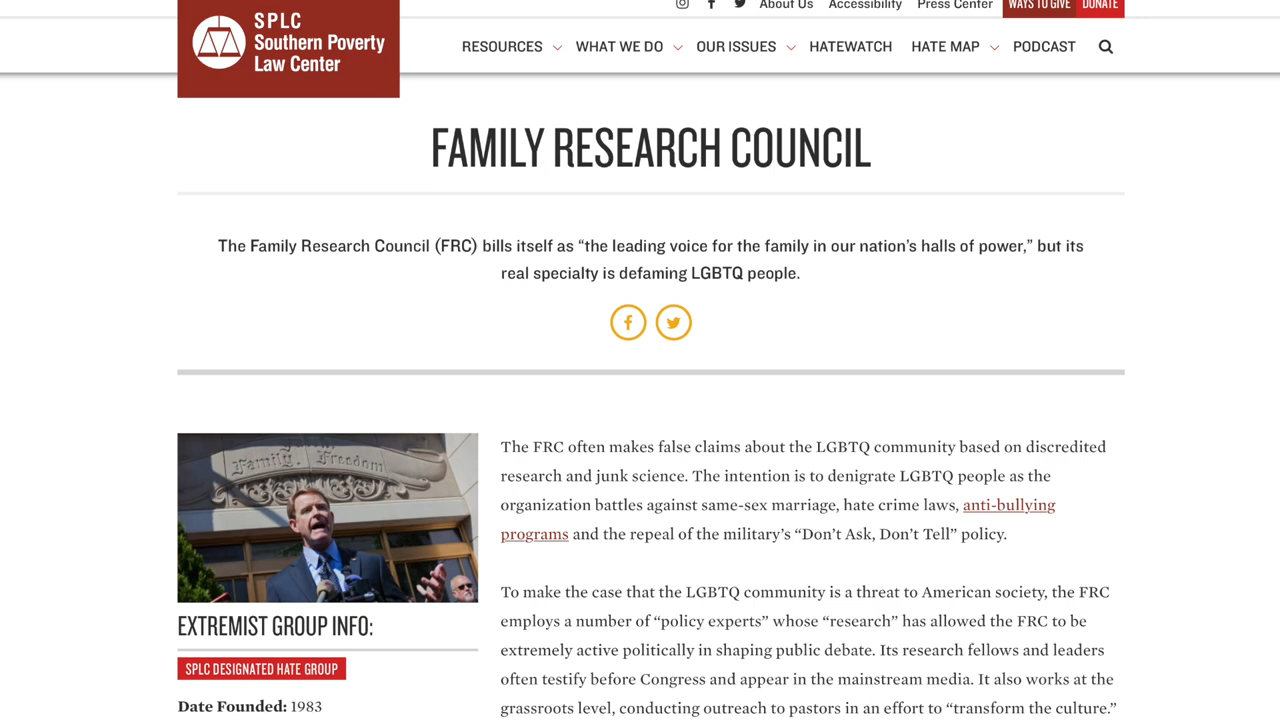 About Us Accessibility Press Center WAYS TO GIVE DONATE
SPLC
Southern Poverty
Law Center
RESOURCES WHAT WE DO OUR ISSUES HATEWATCH HATE MAP PODCAST
FAMILY RESEARCH COUNCIL
The Family Research Council (FRC) bills itself as “the leading voice for the family in our nation’s halls of power,” but its
real specialty is defaming LGBTQ people.
Family, Freedom
The FRC often makes false claims about the LGBTQ community based on discredited
research and junk science. The intention is to denigrate LGBTQ people as the
organization battles against same-sex marriage, hate crime laws, anti-bullying
programs and the repeal of the military’s “Don’t Ask, Don’t Tell” policy.
To make the case that the LGBTQ community is a threat to American society, the FRC
employs a number of “policy experts” whose “research” has allowed the FRC to be
extremely active politically in shaping public debate. Its research fellows and leaders
often testify before Congress and appear in the mainstream media. It also works at the
grassroots level, conducting outreach to pastors in an effort to “transform the culture.”
EXTREMIST GROUP INFO:
SPLC DESIGNATED HATE GROUP
Date Founded: 1983